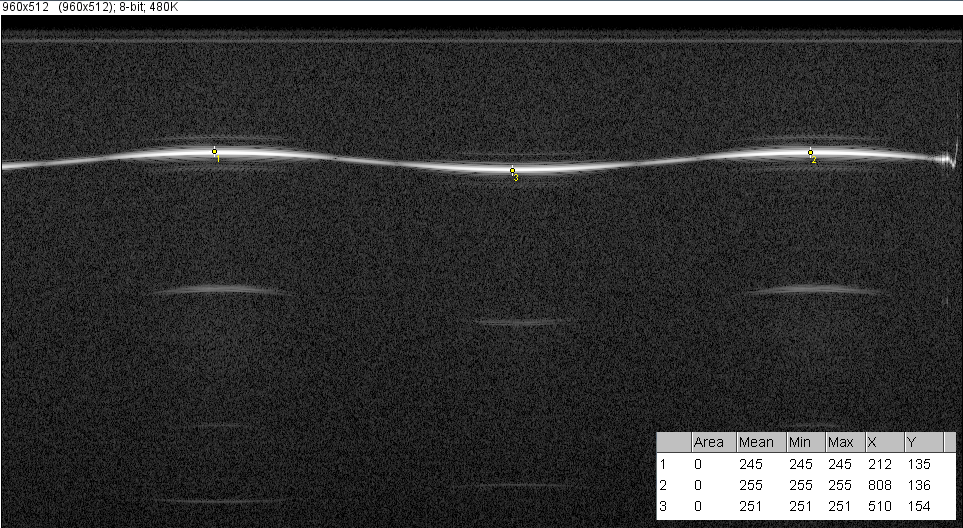 960x512 (960x512); 8-bit; 480K
1
2
3
Area Mean Min Max X Y
1 0 245 245 245 212 135
2 0 255 255 255 808 136
3 0 251 251 251 510 154